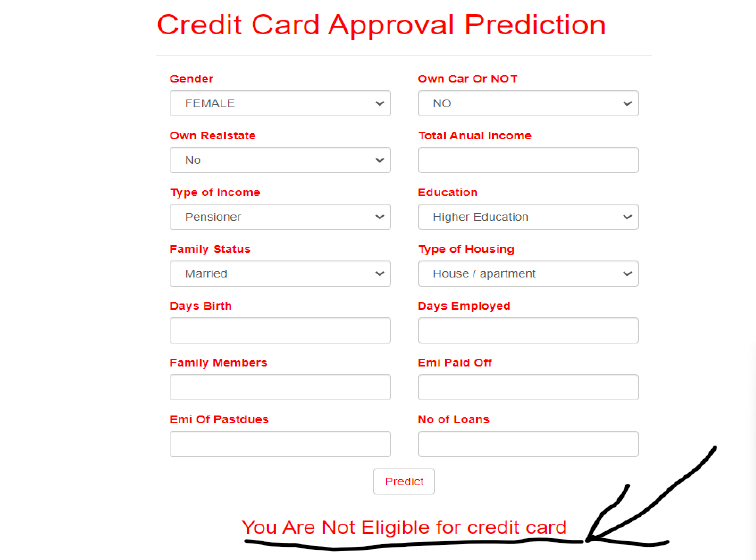 Credit Card Approval Prediction
Gender Own Car Or NOT
FEMALE NO
Own Realstate Total Anual Income
No
Type of Income Education
Pensioner Higher Education
Family Status Type of Housing
Married House / apartment
Days Birth Days Employed
Family Members Emi Paid Off
Emi Of Pastdues No of Loans
Predict
You Are Not Eligible for credit card